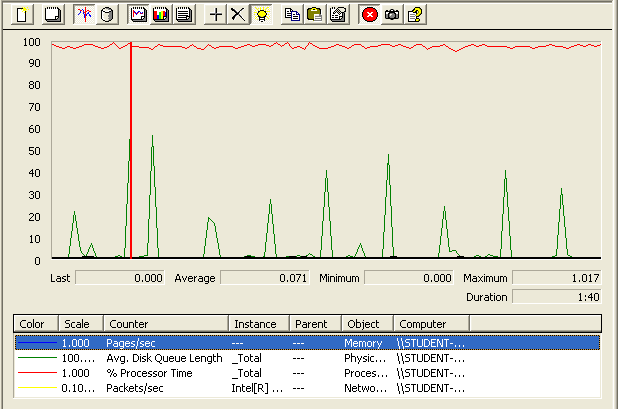 100
90
80
70
60
50
40
30
20
10
0
Last 0.000 Average 0.071 Minimum 0.000 Maximum 1.017
Duration 1:40
Color Scale Counter Instance Parent Object Computer
1.000 Pages/sec --- --- Memory \\STUDENT-...
100.... Avg. Disk Queue Length _Total --- Physic... \\STUDENT-...
1.000 % Processor Time _Total --- Proces... \\STUDENT-...
0.10... Packets/sec Intel[R] ... --- Netwo... \\STUDENT-...